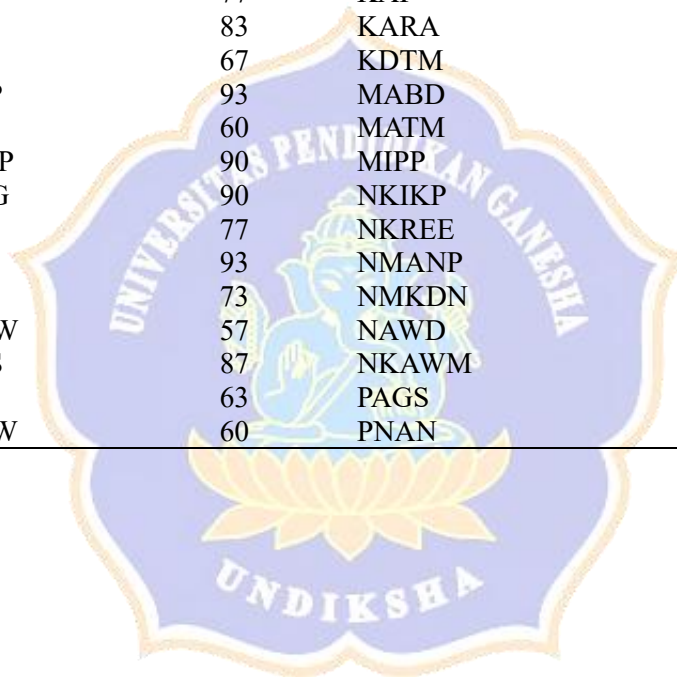 83 KARA
67 KDTM
P 93 MABD
60 MATM
P 90 MIPP
G 90 NKIKP
77 NKREE
93 NMANP
73 NMKDN
W 57 NAWD
S 87 NKAWM
63 PAGS
W 60 PNAN
UNIVERSITAS PENDIDIKAN GANESHA
UNDIKSHA